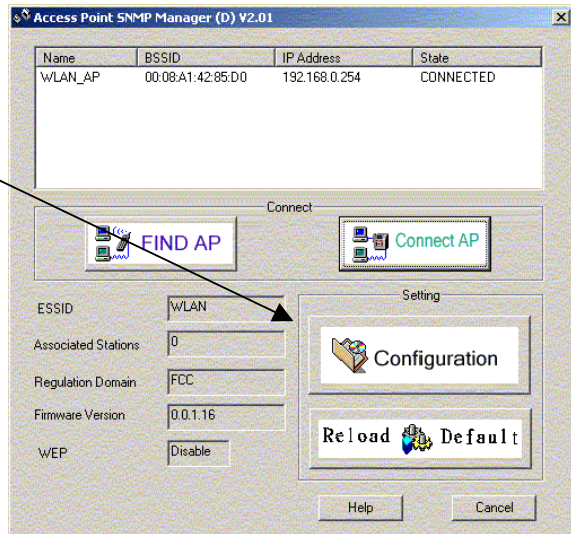 Access Point SNMP Manager (D) V2.01
Name BSSID IP Address State
WLAN_AP 00:08:A1:42:85:D0 192.168.0.254 CONNECTED
Connect
FIND AP Connect AP
Setting
ESSID WLAN
Associated Stations 0
Configuration
Regulation Domain FCC
Firmware Version 0.0.1.16
Reload Default
WEP Disable
Help Cancel